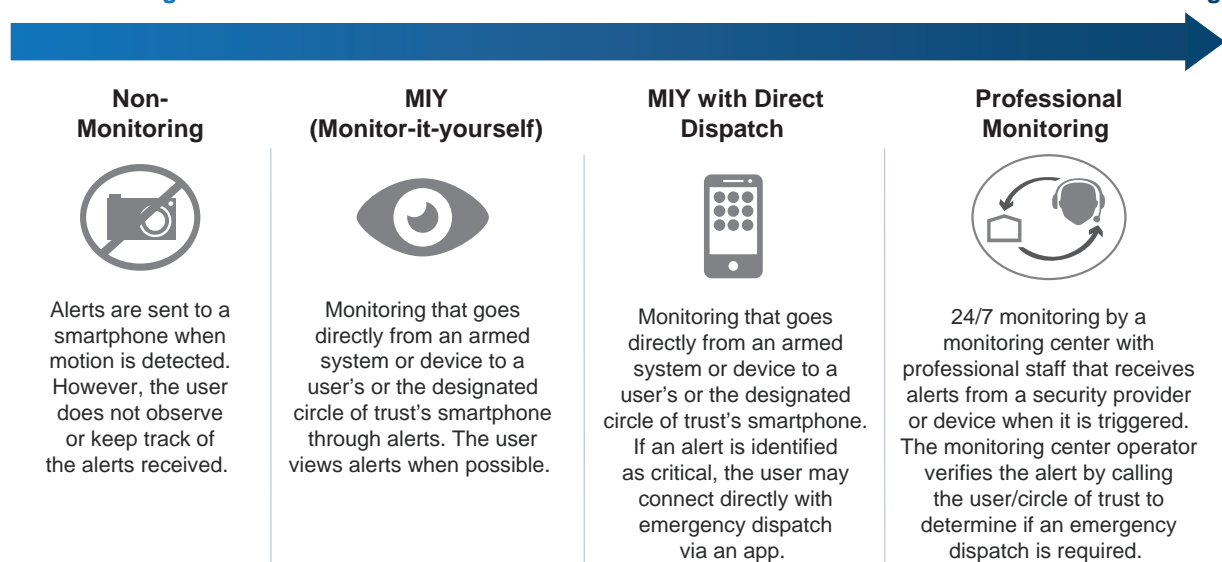 Non-
Monitoring
MIY
(Monitor-it-yourself)
MIY with Direct
Dispatch
Professional
Monitoring
Alerts are sent to a
smartphone when
motion is detected.
However, the user
does not observe
or keep track of
the alerts received.
Monitoring that goes
directly from an armed
system or device to a
user's or the designated
circle of trust's smartphone
through alerts. The user
views alerts when possible.
Monitoring that goes
directly from an armed
system or device to a
user's or the designated
circle of trust's smartphone.
If an alert is identified
as critical, the user may
connect directly with
emergency dispatch
via an app.
24/7 monitoring by a
monitoring center with
professional staff that receives
alerts from a security provider
or device when it is triggered.
The monitoring center operator
verifies the alert by calling
the user/circle of trust to
determine if an emergency
dispatch is required.